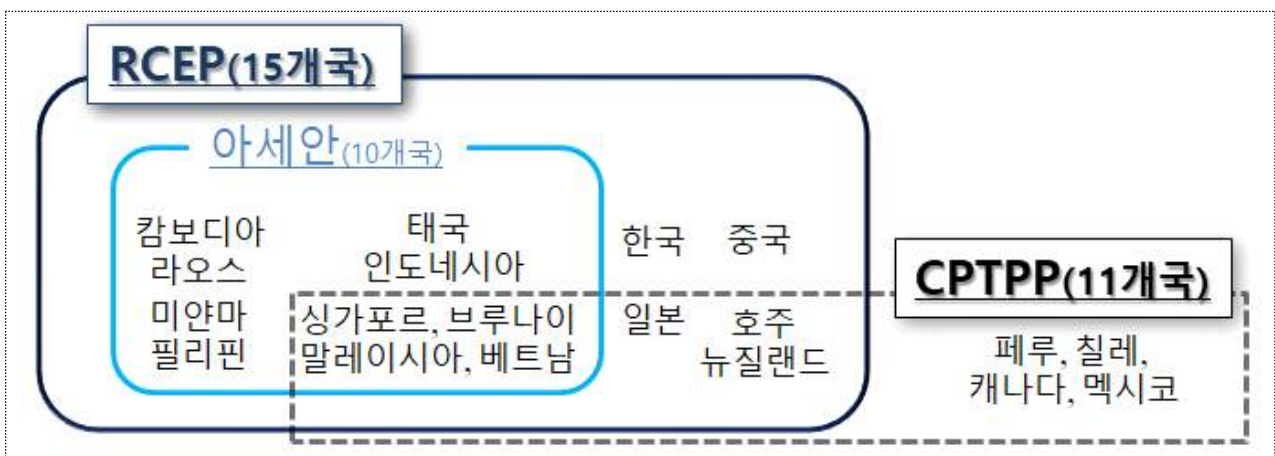 RCEP(15개국)
아세안(10개국)
캄보디아
라오스
미얀마
필리핀
태국
인도네시아
싱가포르, 브루나이
말레이시아, 베트남
한국 중국
일본 호주
뉴질랜드
CPTPP(11개국)
페루, 칠레,
캐나다, 멕시코